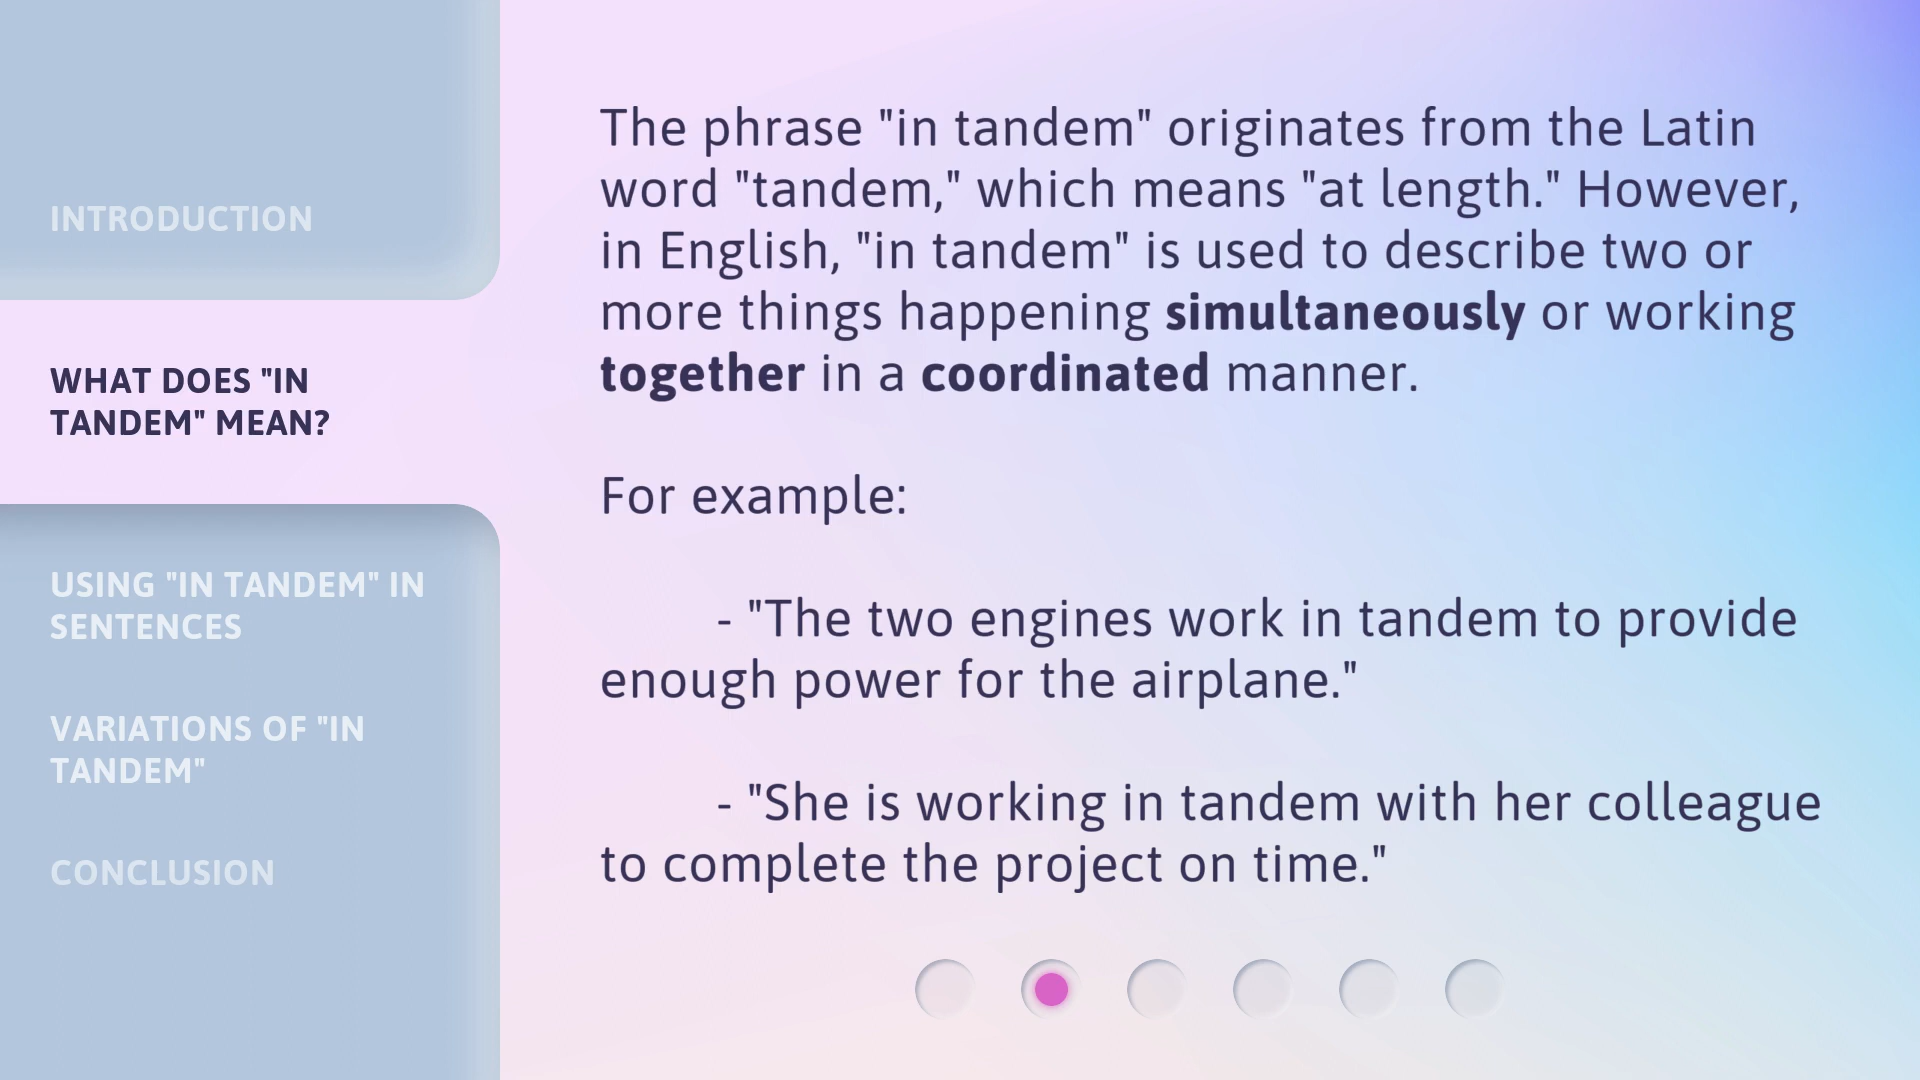 INTRODUCTION
WHAT DOES "IN
TANDEM" MEAN?
USING "IN TANDEM" IN
SENTENCES
VARIATIONS OF "IN
TANDEM"
CONCLUSION
The phrase "in tandem" originates from the Latin
word "tandem," which means "at length." However,
in English, "in tandem" is used to describe two or
more things happening simultaneously or working
together in a coordinated manner.
For example:
- "The two engines work in tandem to provide
enough power for the airplane."
- "She is working in tandem with her colleague
to complete the project on time."